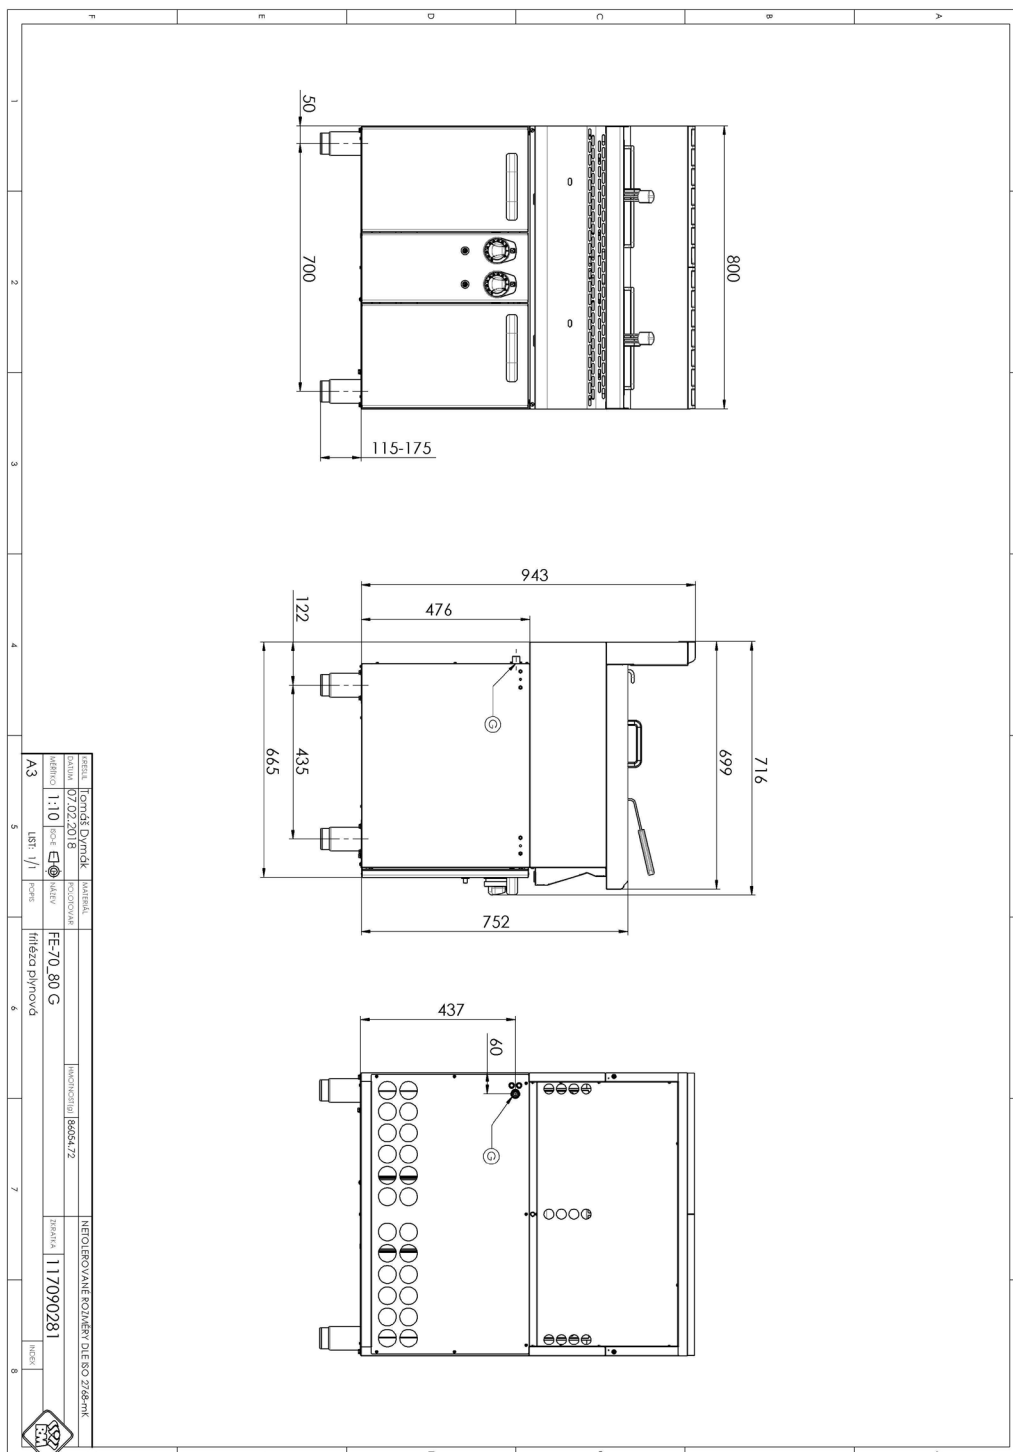 F E D C B A
1
2
3
4
5
6
7
8
50
700
800
115-175
943
476
122
G
435
665
699
716
752
437
60
G
KRESLIL Tomáš Dymák
DATUM 07.02.2018
MĚŘÍTKO 1:10 ISO-E
A3 LIST: 1/1
MATERIÁL
POLOTOVAR
NÁZEV FE-70_80 G
POPIS fritéza plynová
HMOTNOST(g) 86054.72
NETOLEROVANÉ ROZMĚRY DLE ISO 2768-mK
ZKRATKA 117090281
INDEX